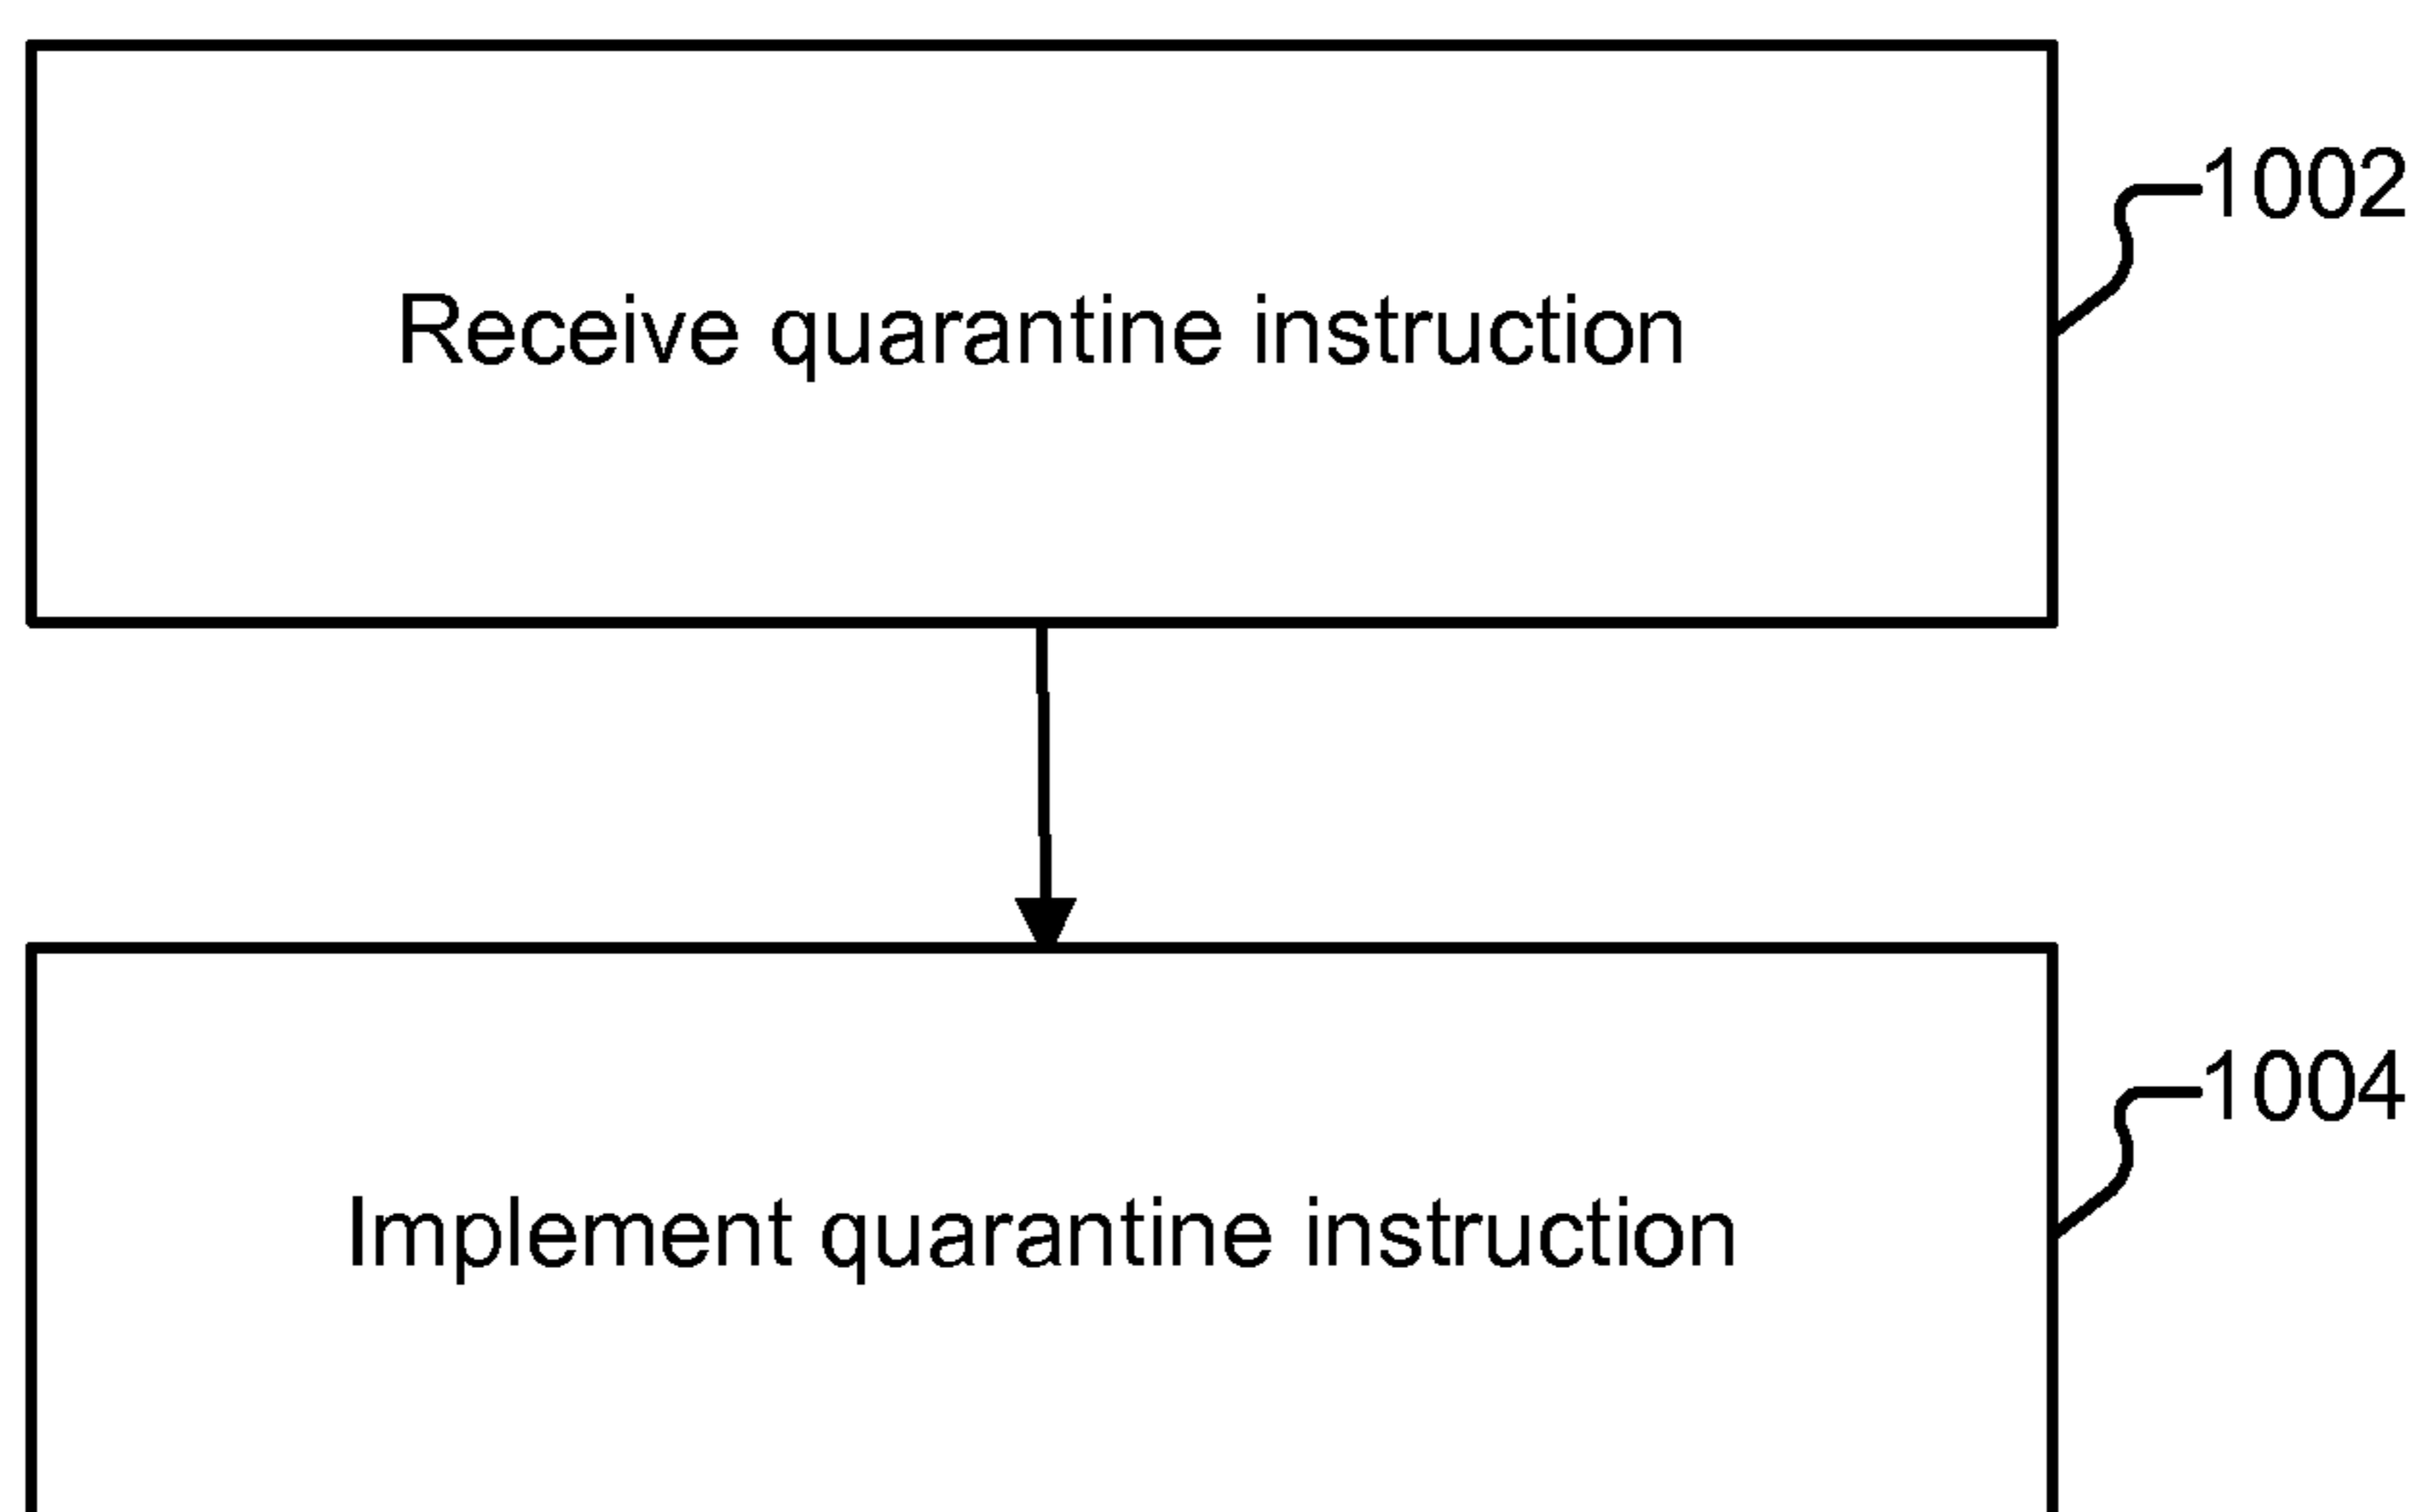 1002
Receive quarantine instruction
1004
Implement quarantine instruction